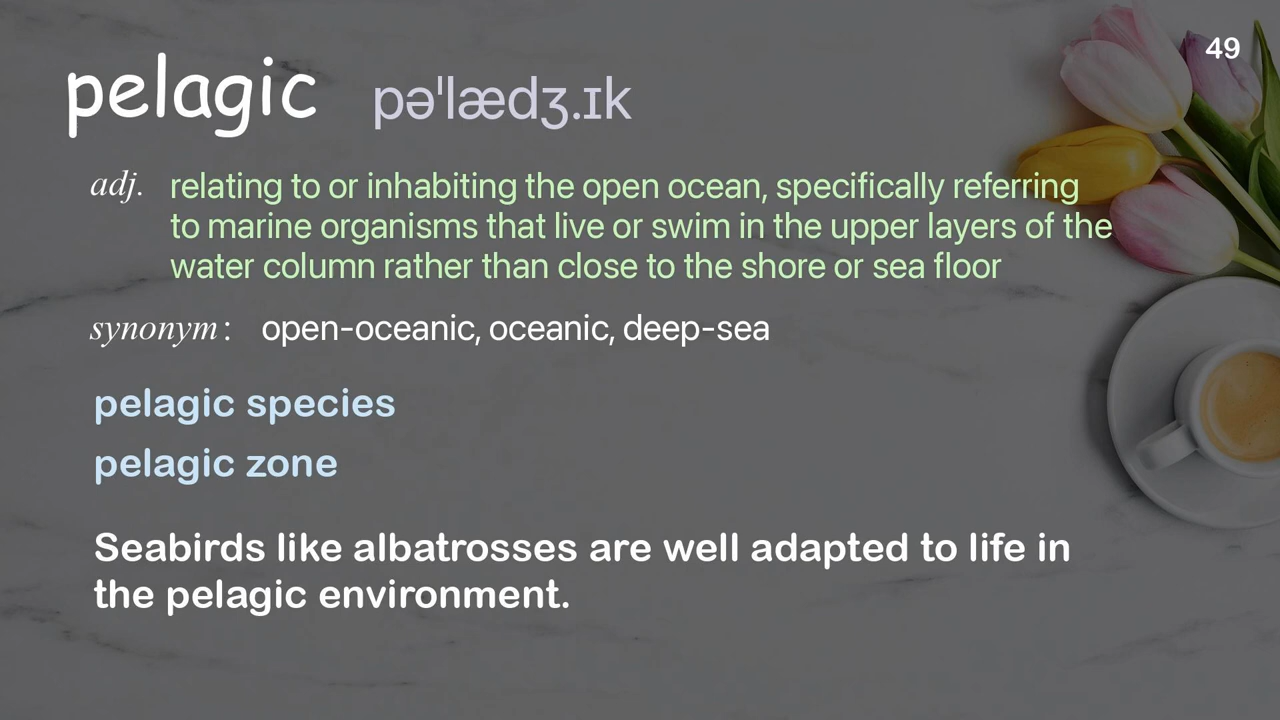 49
pelagic pəˈlædʒ.ɪk
adj. relating to or inhabiting the open ocean, specifically referring
to marine organisms that live or swim in the upper layers of the
water column rather than close to the shore or sea floor
synonym: open-oceanic, oceanic, deep-sea
pelagic species
pelagic zone
Seabirds like albatrosses are well adapted to life in
the pelagic environment.